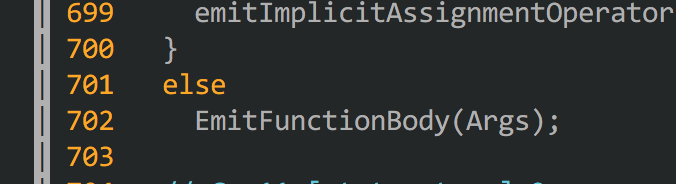 699 emitImplicitAssignmentOperator
700 }
701 else
702 EmitFunctionBody(Args);
703